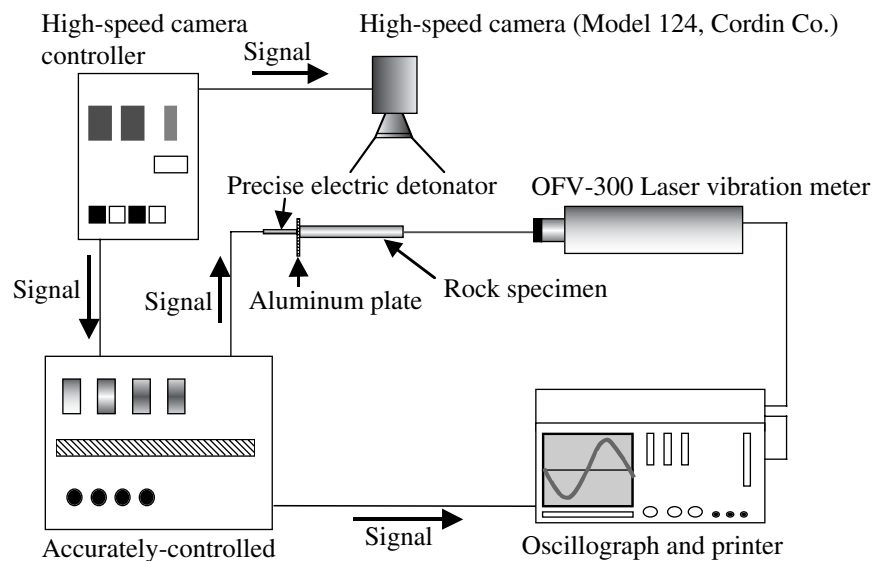 High-speed camera
controller
Signal
High-speed camera (Model 124, Cordin Co.)
Precise electric detonator
OFV-300 Laser vibration meter
Signal
Signal
Aluminum plate
Rock specimen
Signal
Accurately-controlled
Oscillograph and printer